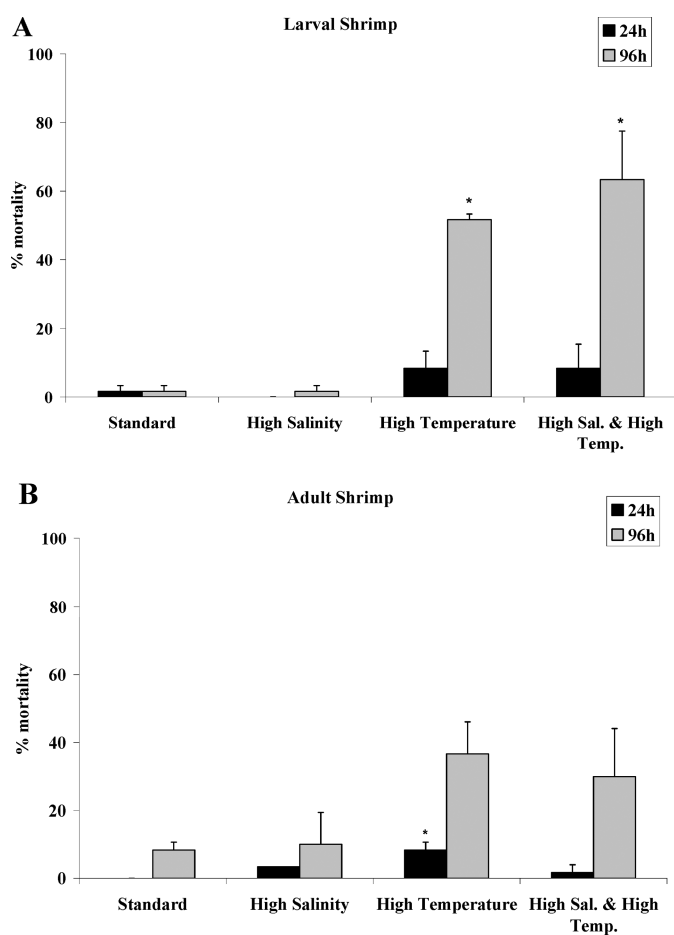 A
Larval Shrimp
24h
96h
100
80
60
40
20
0
% mortality
*
*
Standard
High Salinity
High Temperature
High Sal. & High
Temp.
B
Adult Shrimp
24h
96h
100
80
60
40
20
0
% mortality
*
Standard
High Salinity
High Temperature
High Sal. & High
Temp.